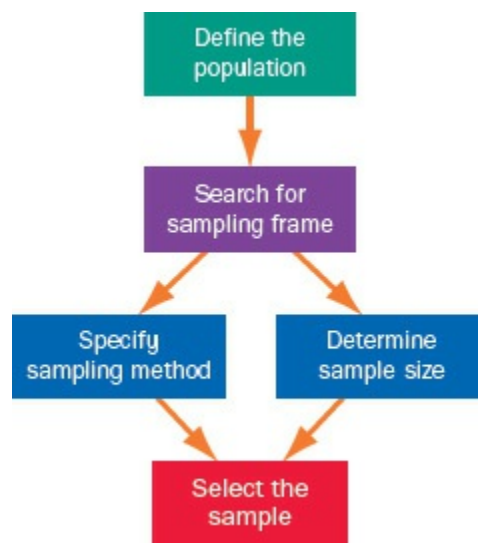 Define the
population
Search for
sampling frame
Specify
sampling method
Determine
sample size
Select the
sample